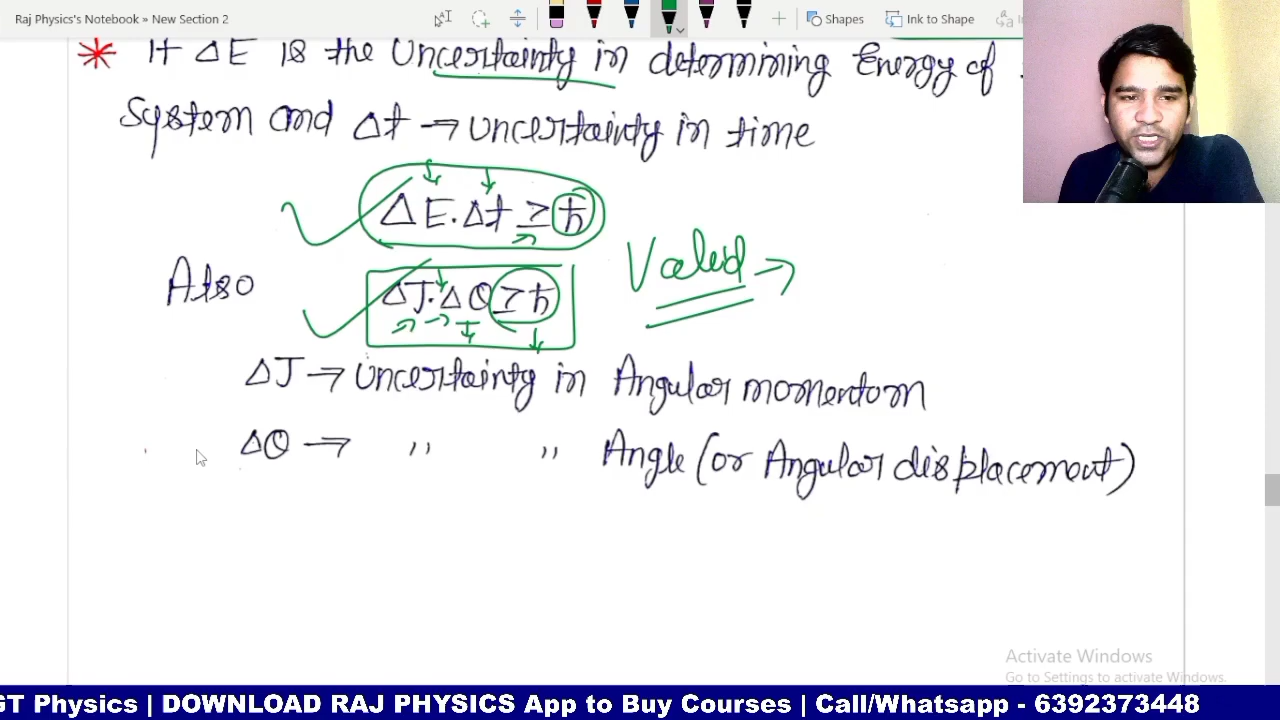 Raj Physics's Notebook » New Section 2
Shapes
Ink to Shape
If ΔE is the Uncertainty in determining Energy of
System and Δt → Uncertainty in time
ΔE.Δt ≥ ħ
Also
ΔJ.Δθ ≥ ħ
Valed →
ΔJ → Uncertainty in Angular momentom
Δθ → " " Angle (or Angular displacement)
Activate Windows
Go to Settings to activate Windows.
GT Physics | DOWNLOAD RAJ PHYSICS App to Buy Courses | Call/Whatsapp - 6392373448